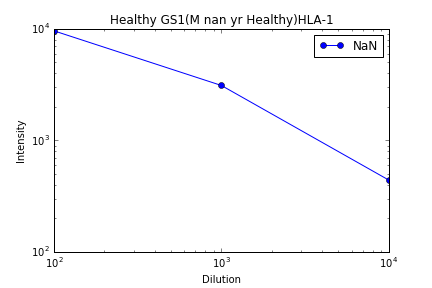 Healthy GS1(M nan yr Healthy)HLA-1
NaN
10^4
10^3
10^2
Intensity
10^2 10^3 10^4
Dilution